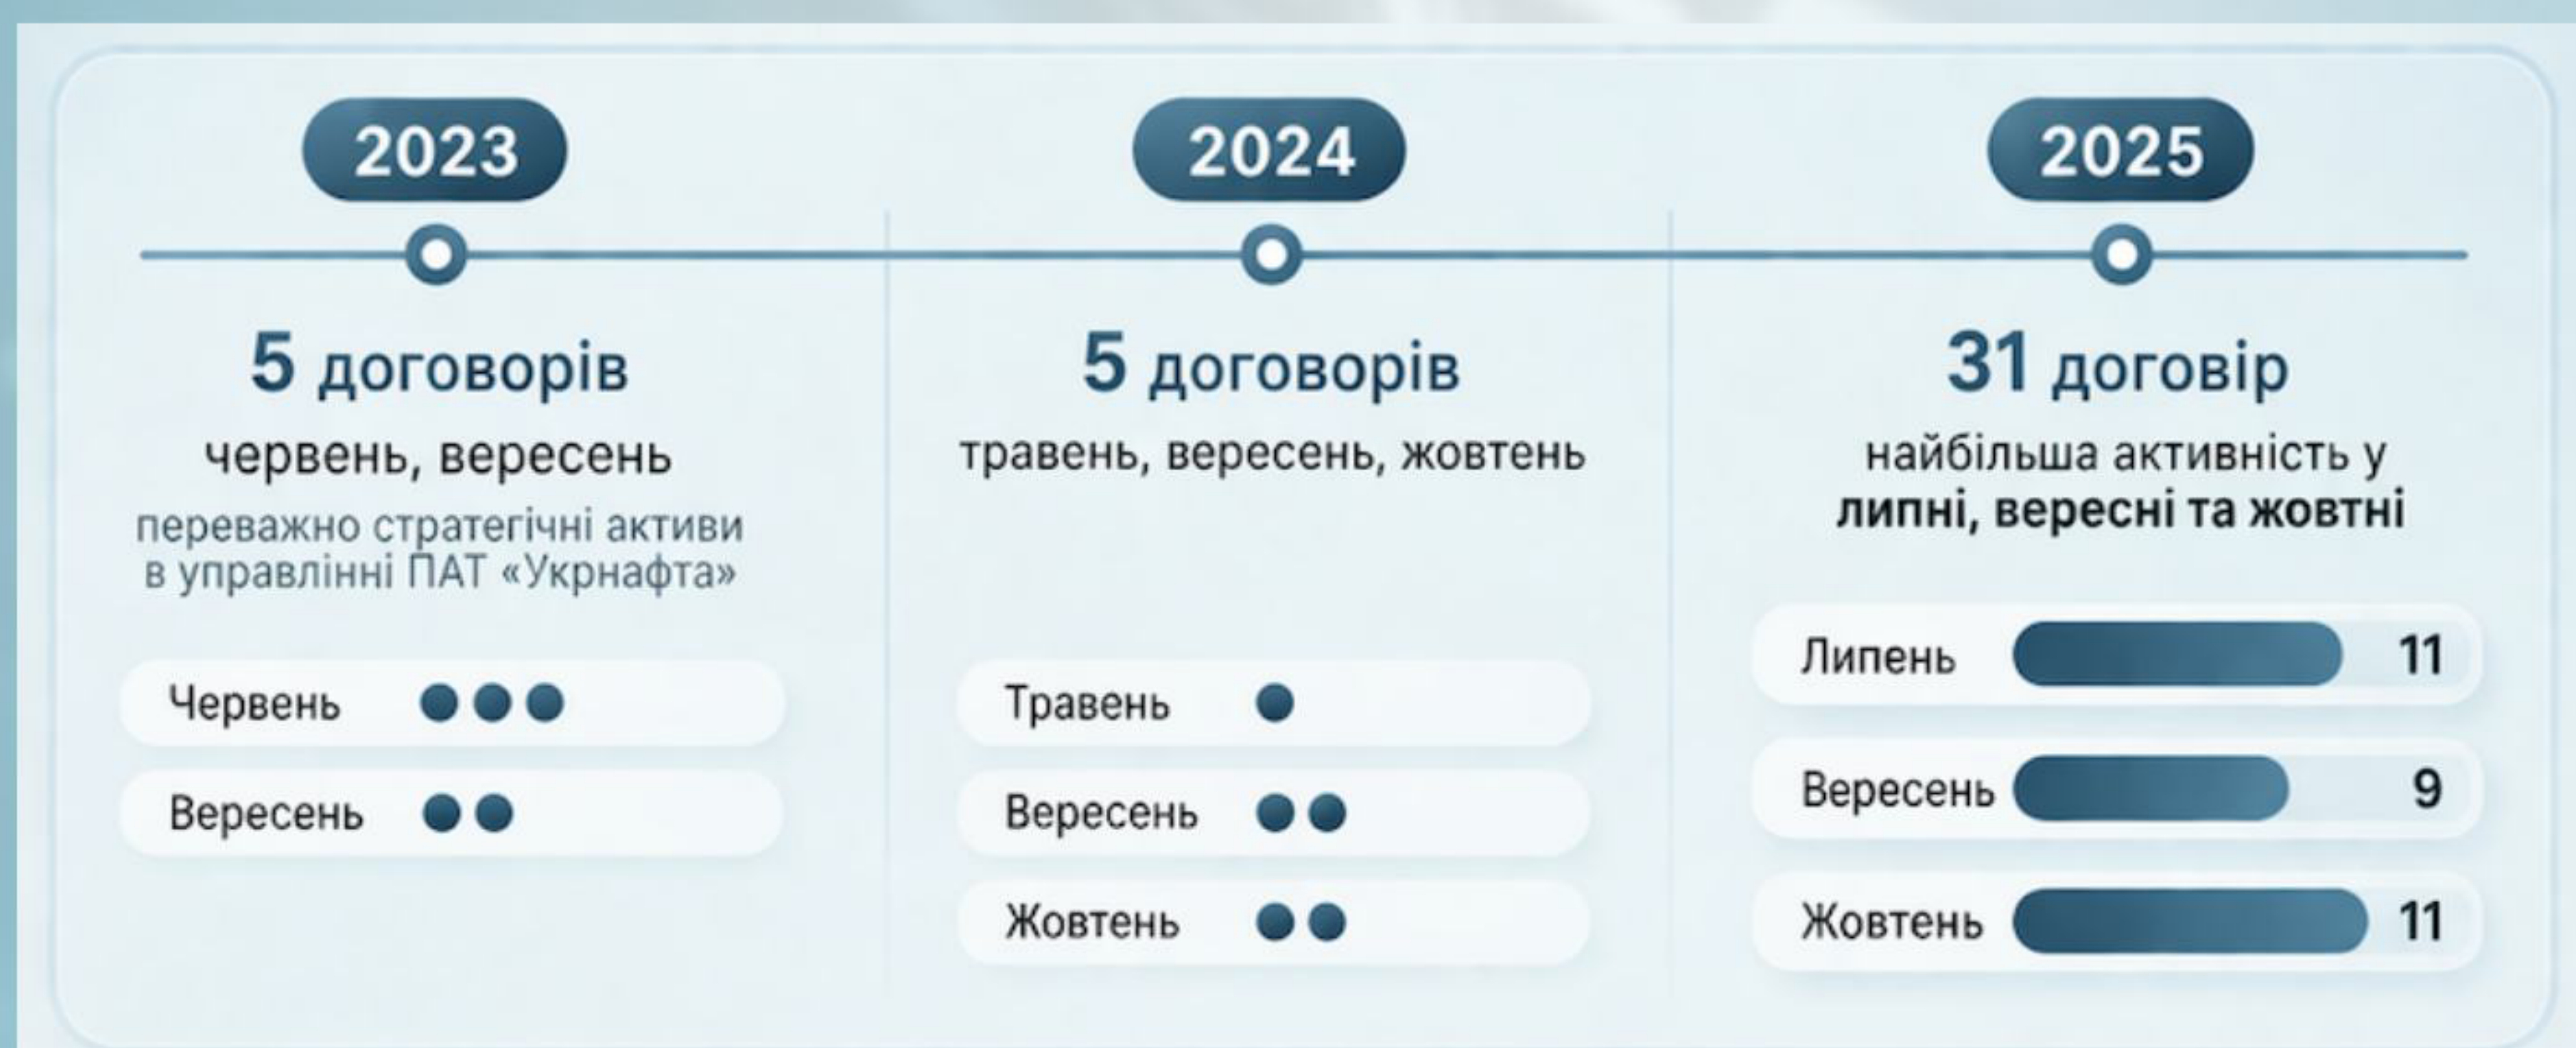 2023
5 договорів
червень, вересень
переважно стратегічні активи
в управлінні ПАТ «Укрнафта»
Червень
Вересень
2024
5 договорів
травень, вересень, жовтень
Травень
Вересень
Жовтень
2025
31 договір
найбільша активність у
липні, вересні та жовтні
Липень 11
Вересень 9
Жовтень 11